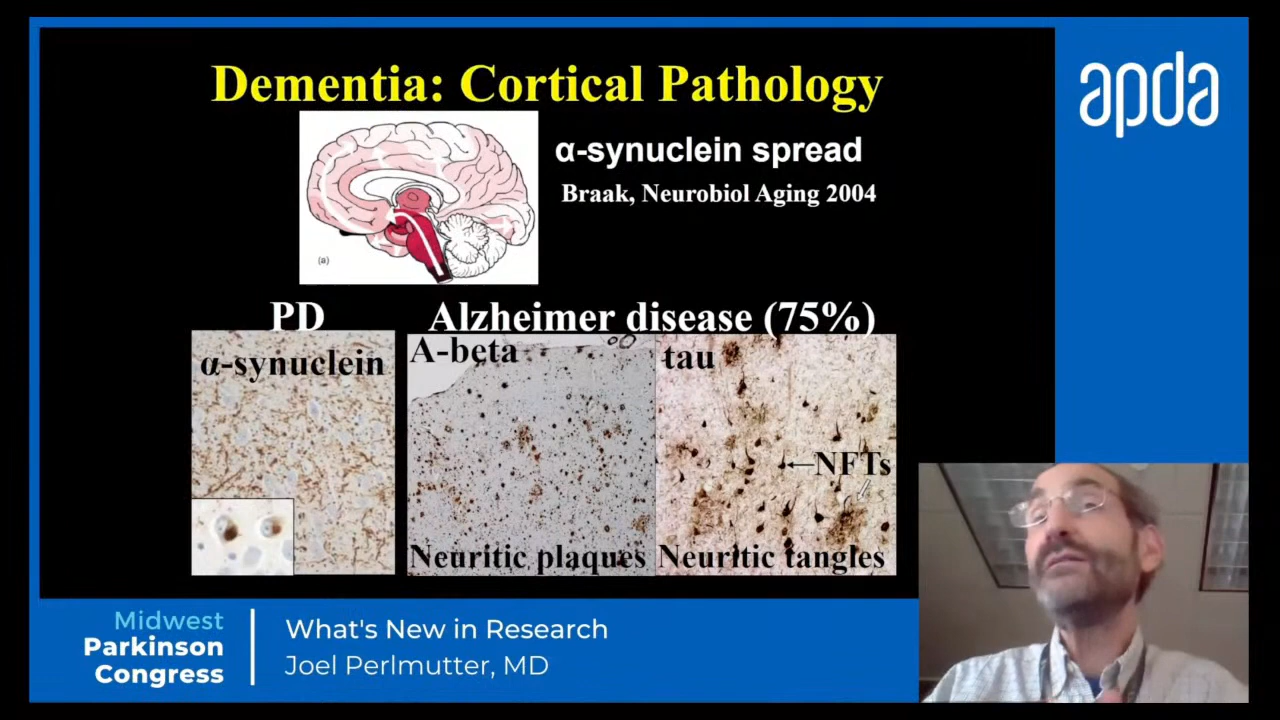 Dementia: Cortical Pathology
α-synuclein spread
Braak, Neurobiol Aging 2004
(a)
PD
Alzheimer disease (75%)
α-synuclein
A-beta
tau
←NFTs
Neuritic plaques
Neuritic tangles
apda
Midwest
Parkinson
Congress
What's New in Research
Joel Perlmutter, MD